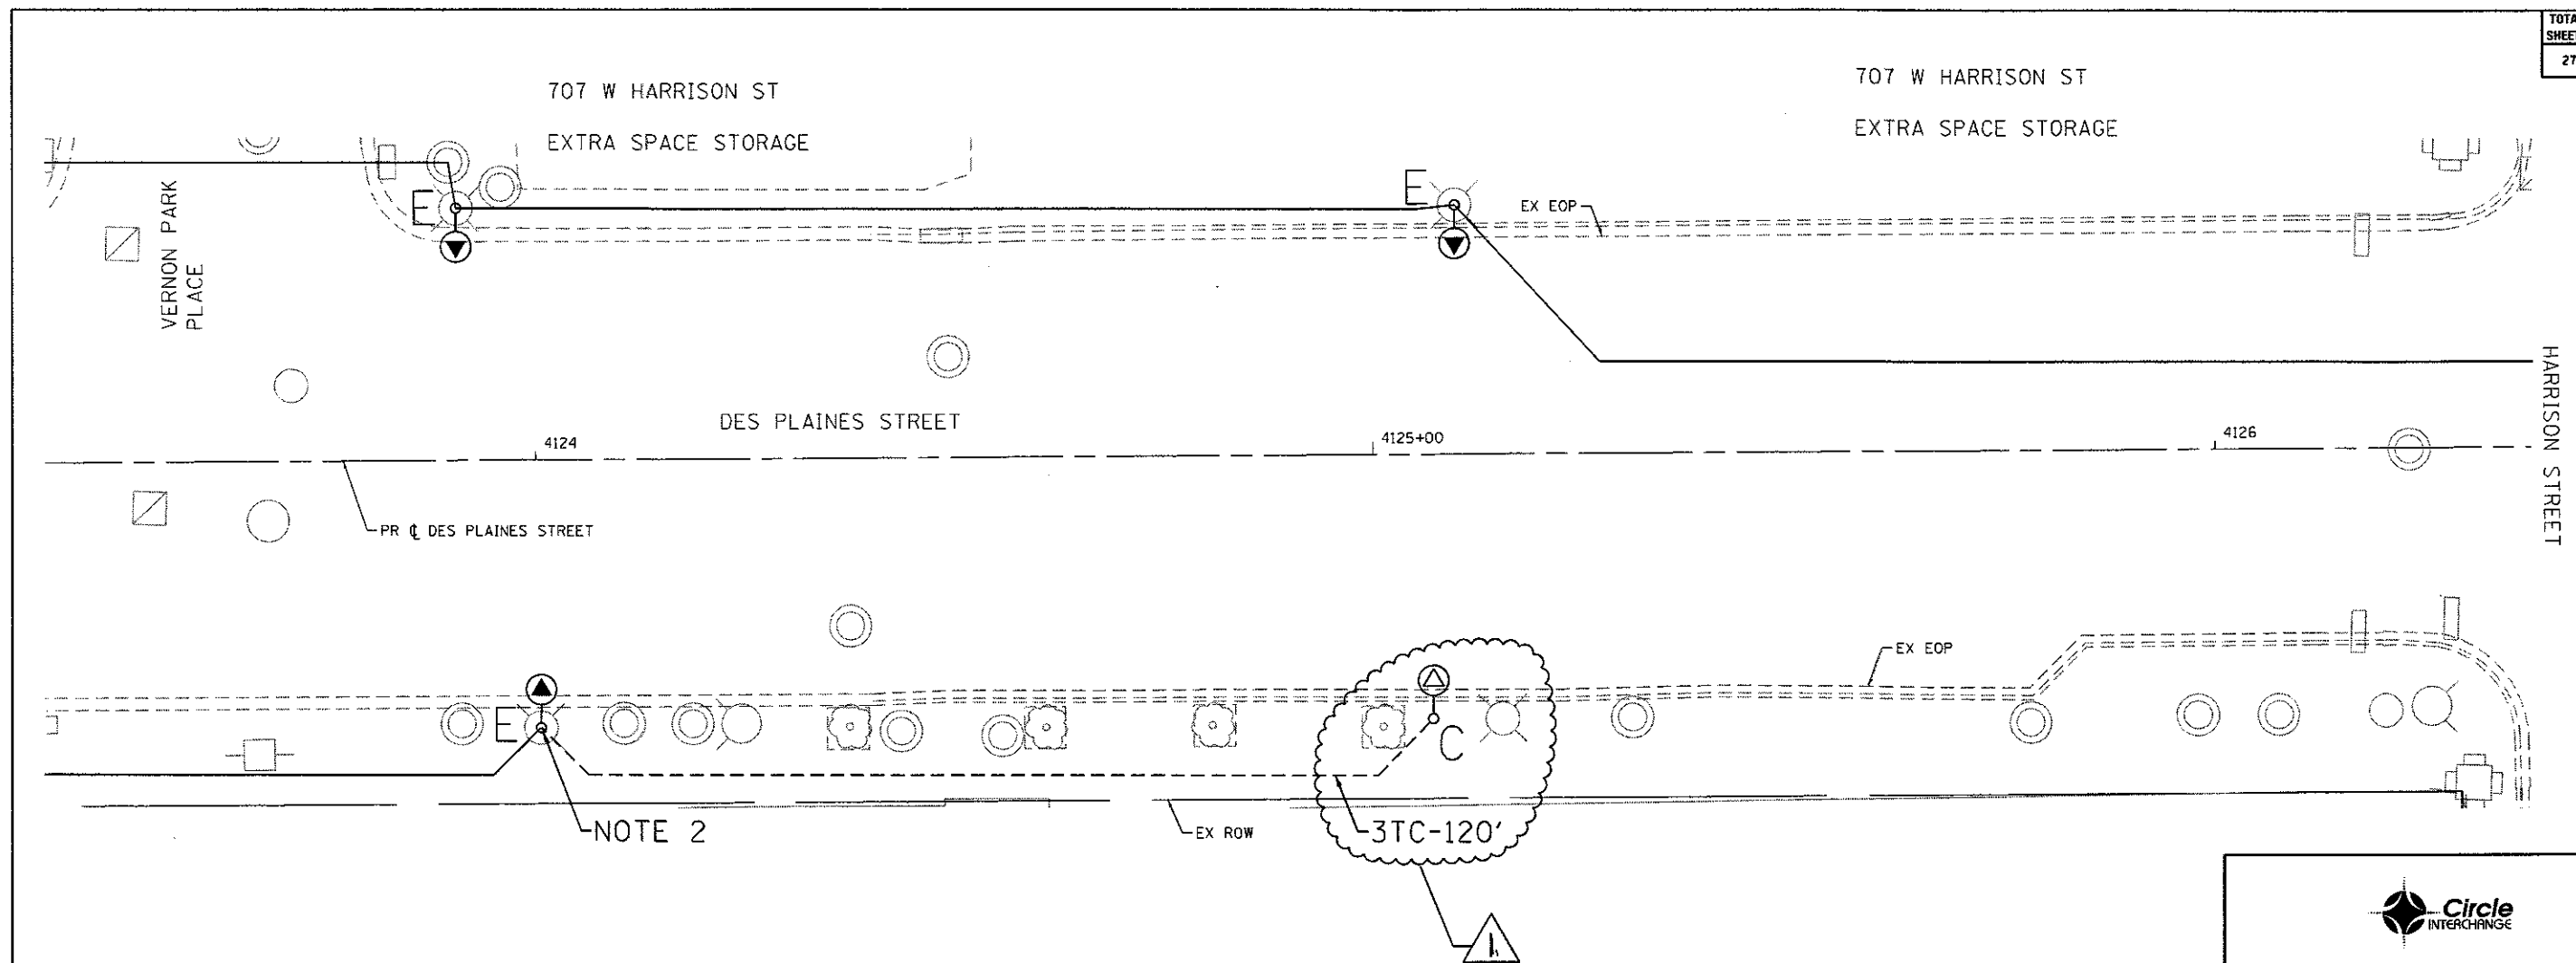 TOTA
SHEET
27
707 W HARRISON ST
EXTRA SPACE STORAGE
707 W HARRISON ST
EXTRA SPACE STORAGE
VERNON PARK
PLACE
E
E
EX EOP
HARRISON STREET
DES PLAINES STREET
4124
4125+00
4126
PR ℄ DES PLAINES STREET
EX EOP
E
C
NOTE 2
EX ROW
3TC-120'
1
Circle
INTERCHANGE